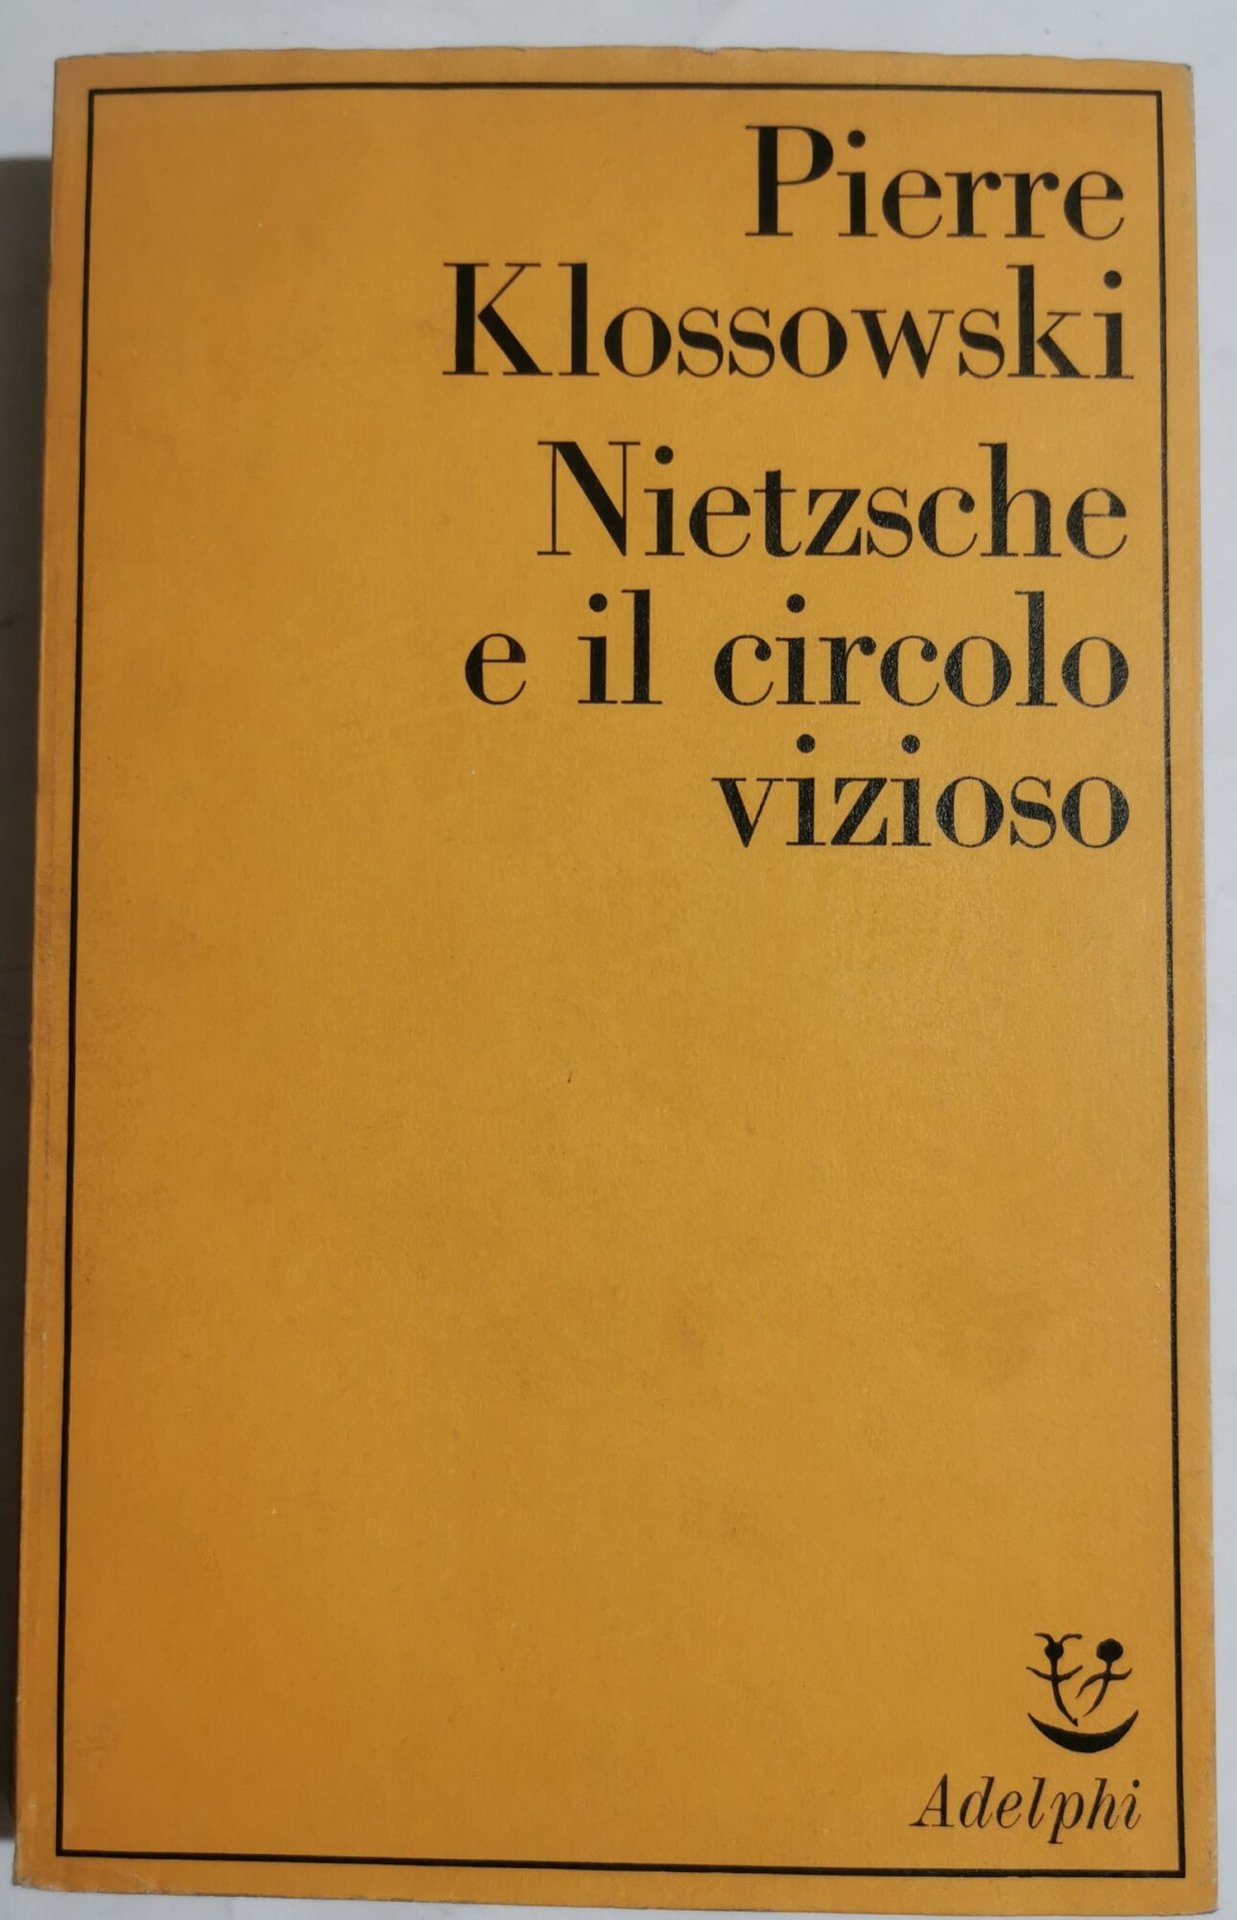 Pierre
Klossowski
Nietzsche
e il circolo
vizioso
Adelphi